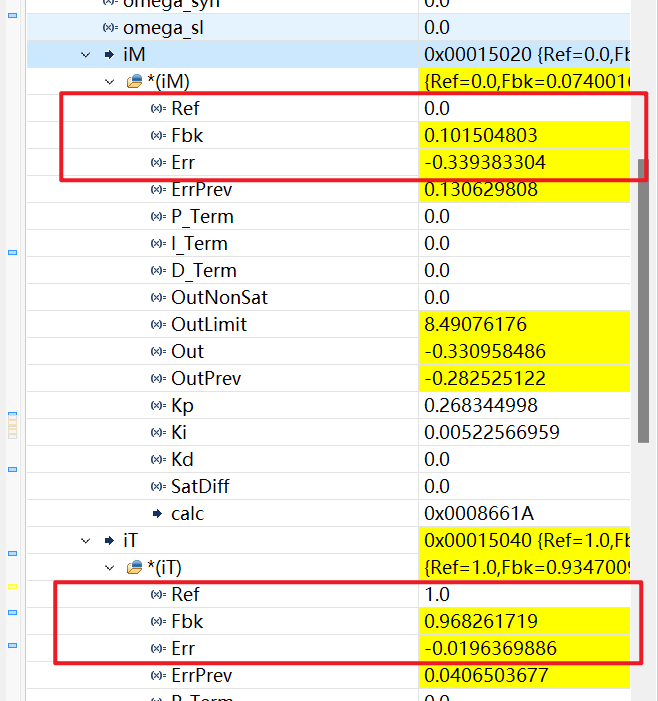 omega_syn 0.0
omega_sl 0.0
iM 0x00015020 {Ref=0.0,Fb
*(iM) {Ref=0.0,Fbk=0.0740016
Ref 0.0
Fbk 0.101504803
Err -0.339383304
ErrPrev 0.130629808
P_Term 0.0
I_Term 0.0
D_Term 0.0
OutNonSat 0.0
OutLimit 8.49076176
Out -0.330958486
OutPrev -0.282525122
Kp 0.268344998
Ki 0.00522566959
Kd 0.0
SatDiff 0.0
calc 0x0008661A
iT 0x00015040 {Ref=1.0,Fb
*(iT) {Ref=1.0,Fbk=0.934700
Ref 1.0
Fbk 0.968261719
Err -0.0196369886
ErrPrev 0.0406503677
P_Term 0.0